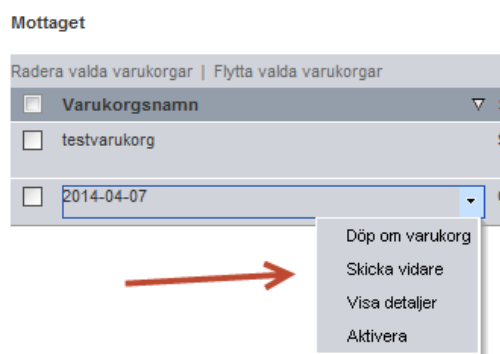 Mottaget
Radera valda varukorgar | Flytta valda varukorgar
Varukorgsnamn
testvarukorg
2014-04-07
Döp om varukorg
Skicka vidare
Visa detaljer
Aktivera